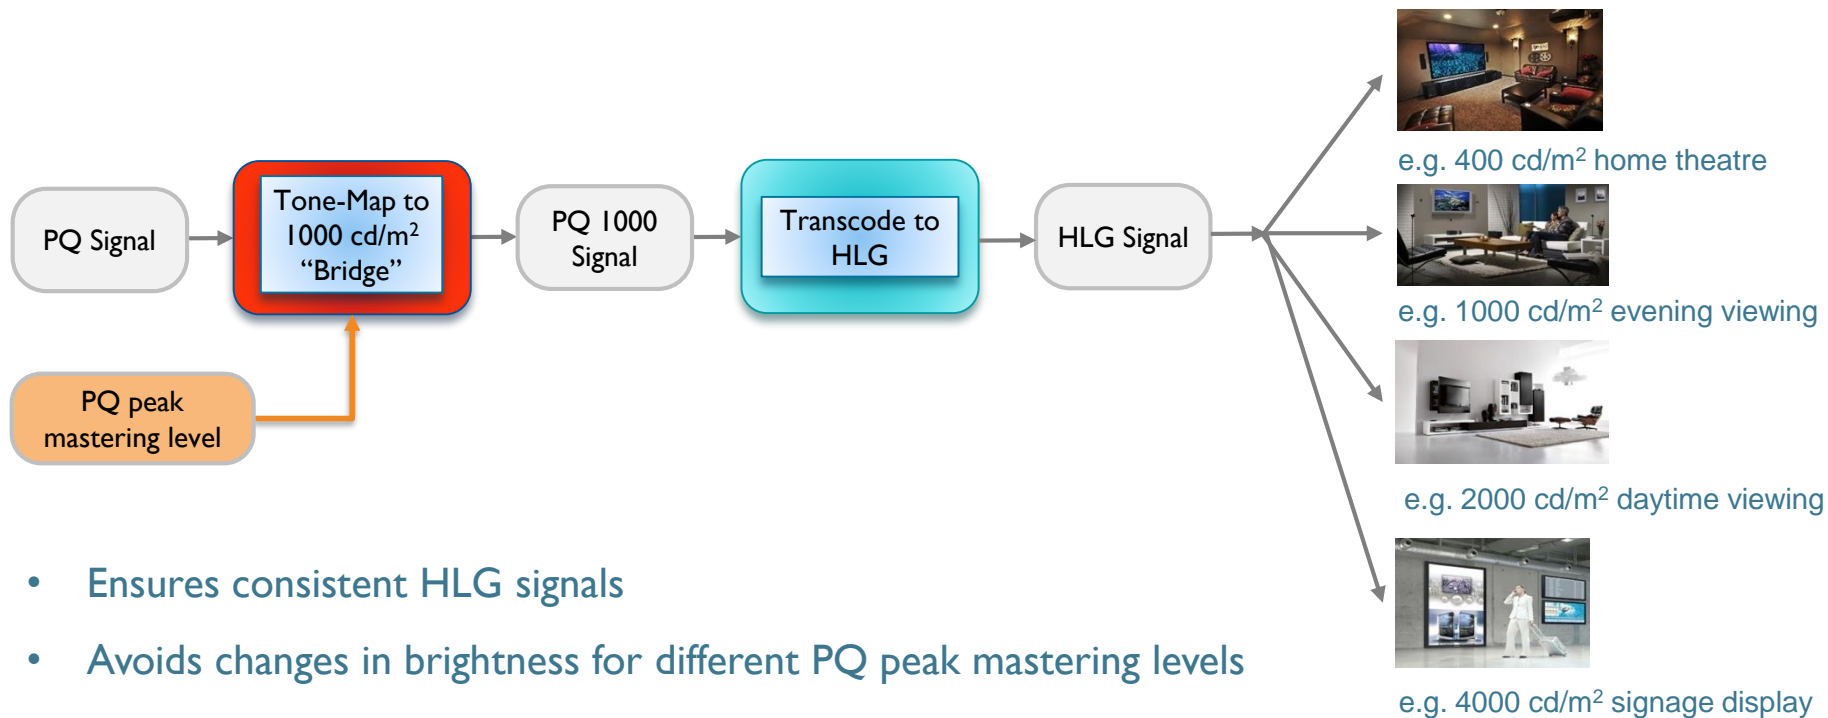 PQ Signal
Tone-Map to
1000 cd/m²
“Bridge”
PQ 1000
Signal
Transcode to
HLG
HLG Signal
PQ peak
mastering level
e.g. 400 cd/m² home theatre
e.g. 1000 cd/m² evening viewing
e.g. 2000 cd/m² daytime viewing
e.g. 4000 cd/m² signage display
• Ensures consistent HLG signals
• Avoids changes in brightness for different PQ peak mastering levels